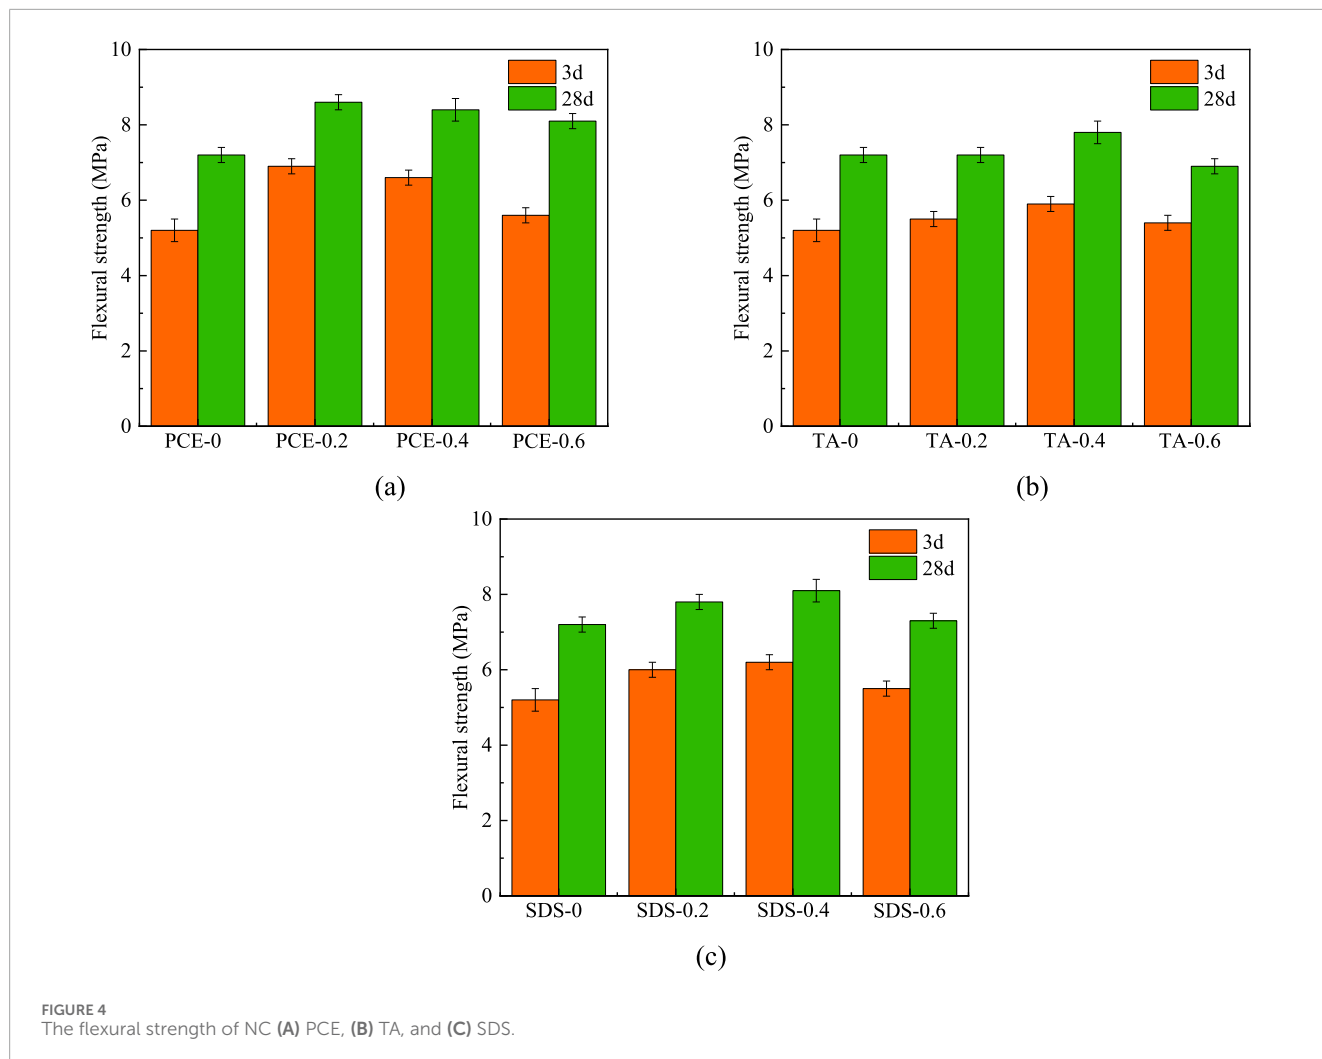 10
8
6
4
2
0
Flexural strength (MPa)
3d
28d
PCE-0 PCE-0.2 PCE-0.4 PCE-0.6
(a)
10
8
6
4
2
0
Flexural strength (MPa)
3d
28d
TA-0 TA-0.2 TA-0.4 TA-0.6
(b)
10
8
6
4
2
0
Flexural strength (MPa)
3d
28d
SDS-0 SDS-0.2 SDS-0.4 SDS-0.6
(c)
FIGURE 4
The flexural strength of NC (A) PCE, (B) TA, and (C) SDS.